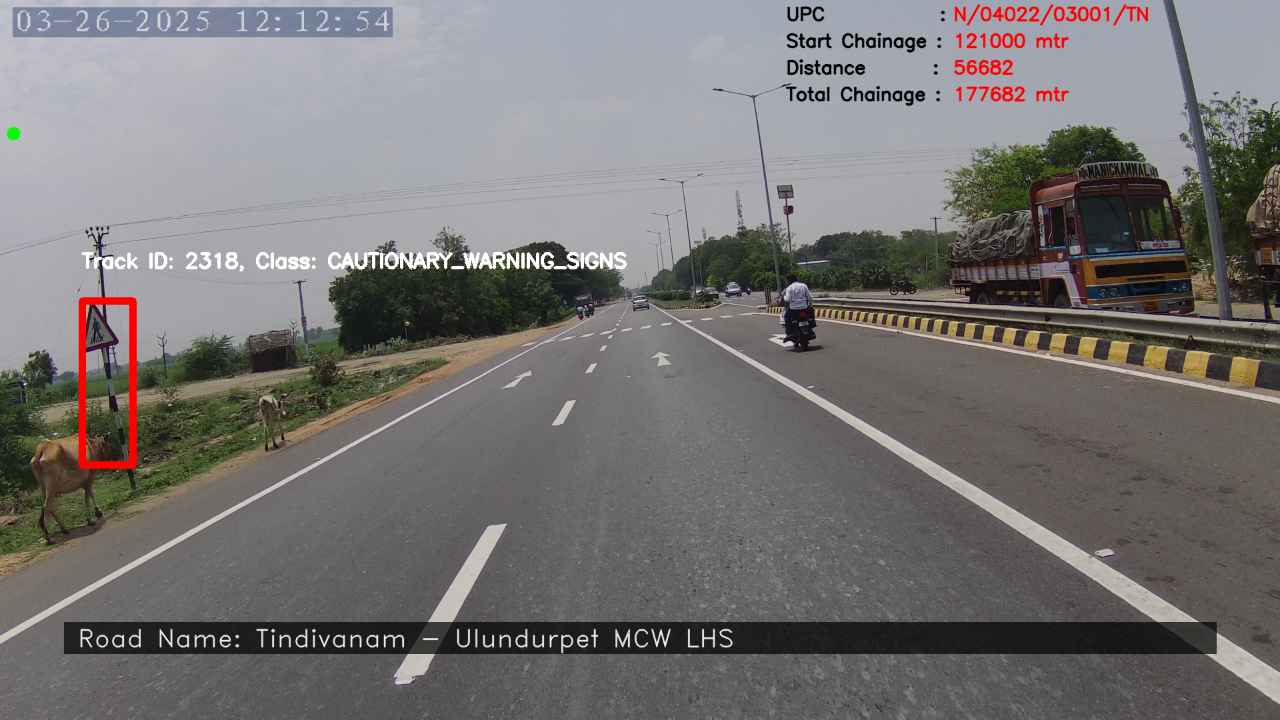 03-26-2025 12:12:54
UPC : N/04022/03001/TN
Start Chainage : 121000 mtr
Distance : 56682
Total Chainage : 177682 mtr
MANICKAMMAL
Track ID: 2318, Class: CAUTIONARY_WARNING_SIGNS
Road Name: Tindivanam - Ulundurpet MCW LHS